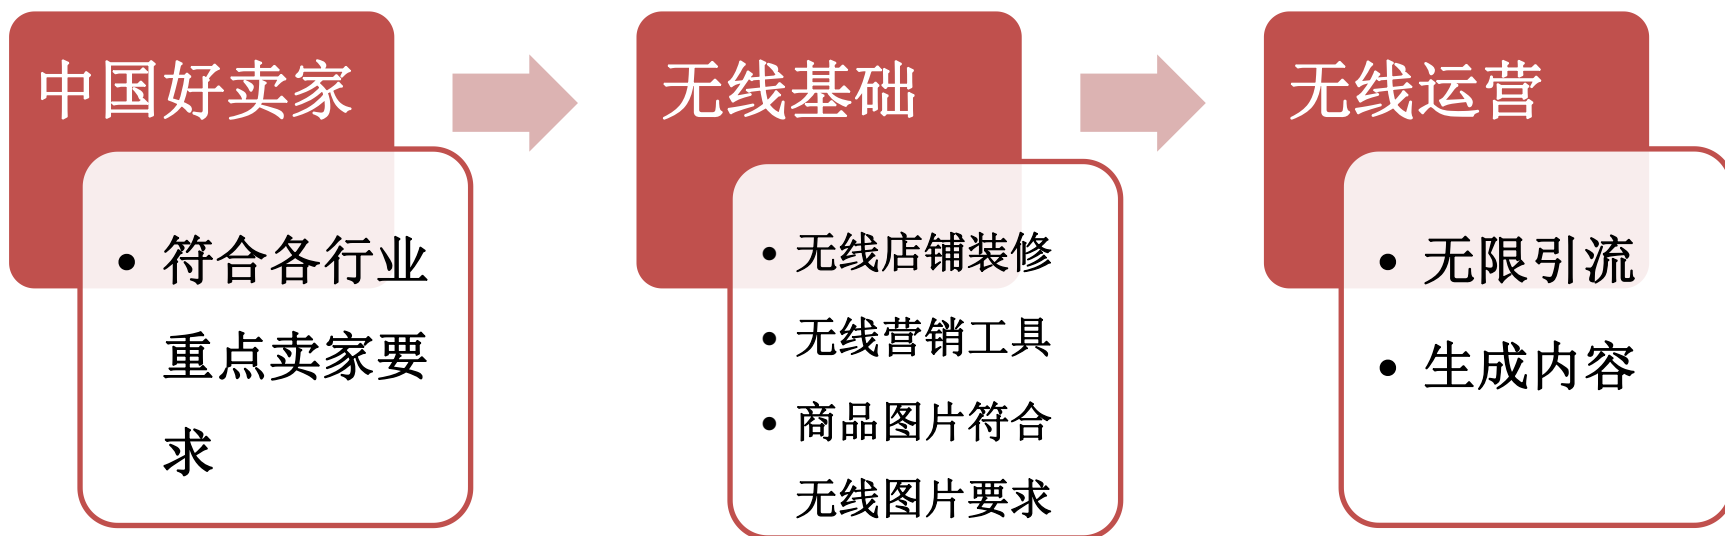 中国好卖家
• 符合各行业
重点卖家要
求
无线基础
• 无线店铺装修
• 无线营销工具
• 商品图片符合
无线图片要求
无线运营
• 无限引流
• 生成内容